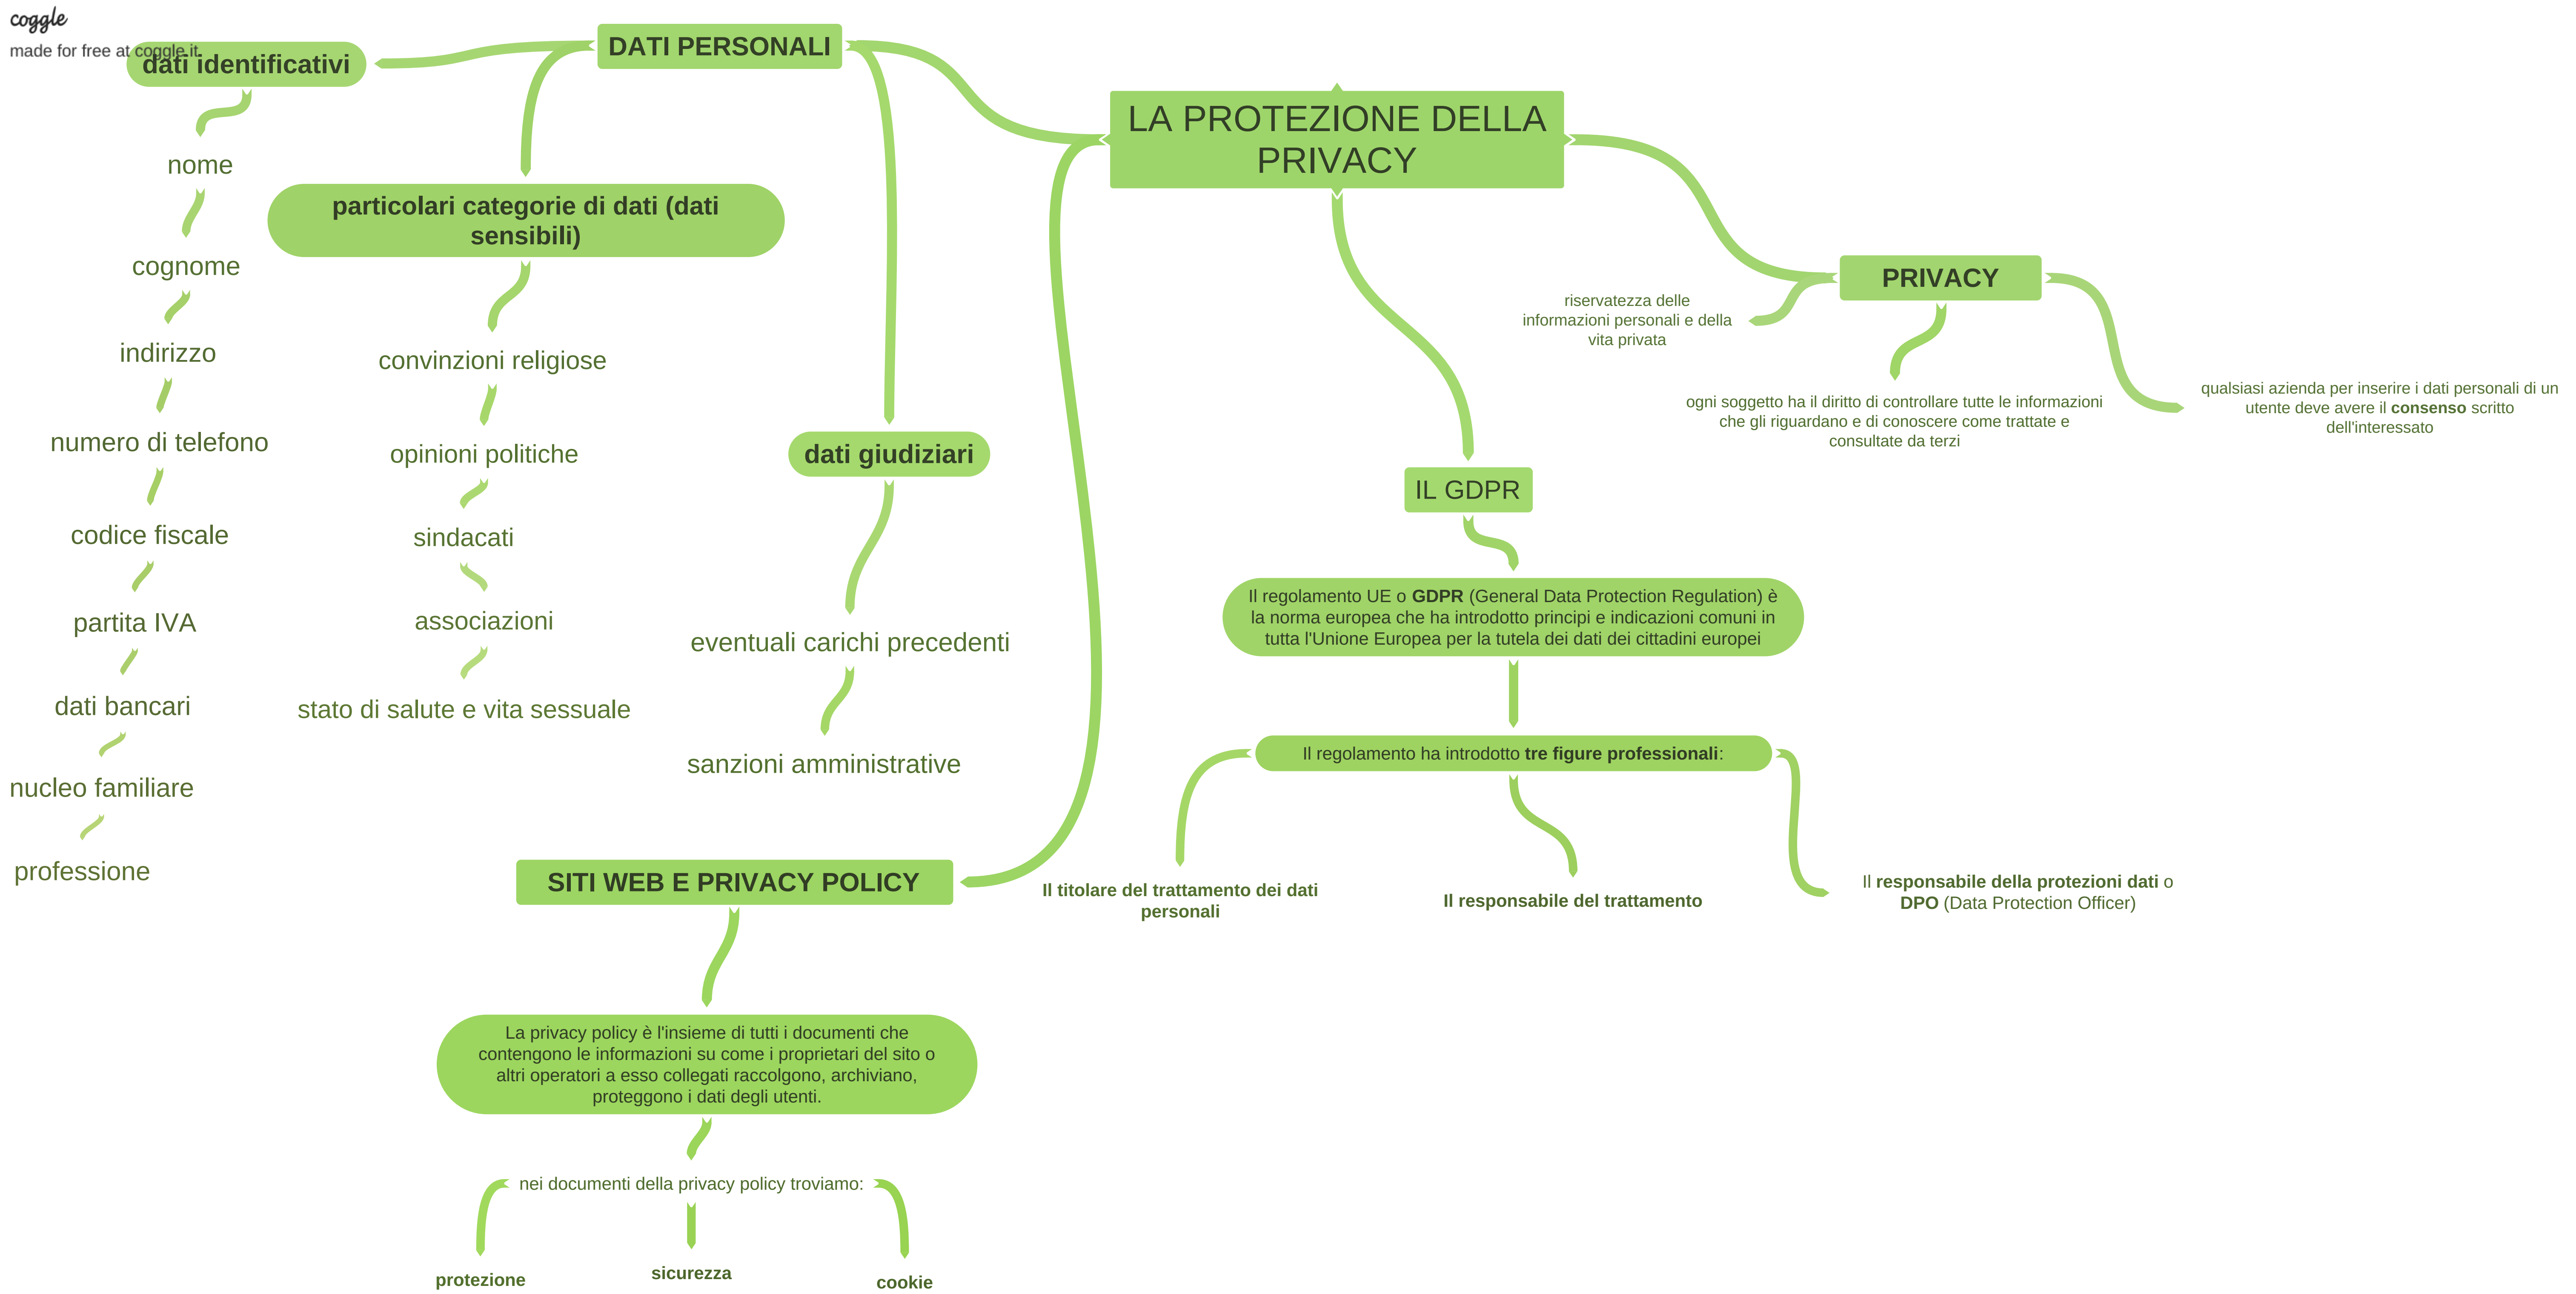 coggle
made for free at coggle.it
LA PROTEZIONE DELLA
PRIVACY
DATI PERSONALI
dati identificativi
nome
cognome
indirizzo
numero di telefono
codice fiscale
partita IVA
dati bancari
nucleo familiare
professione
particolari categorie di dati (dati
sensibili)
convinzioni religiose
opinioni politiche
sindacati
associazioni
stato di salute e vita sessuale
dati giudiziari
eventuali carichi precedenti
sanzioni amministrative
SITI WEB E PRIVACY POLICY
La privacy policy è l'insieme di tutti i documenti che
contengono le informazioni su come i proprietari del sito o
altri operatori a esso collegati raccolgono, archiviano,
proteggono i dati degli utenti.
nei documenti della privacy policy troviamo:
protezione
sicurezza
cookie
IL GDPR
Il regolamento UE o GDPR (General Data Protection Regulation) è
la norma europea che ha introdotto principi e indicazioni comuni in
tutta l'Unione Europea per la tutela dei dati dei cittadini europei
Il regolamento ha introdotto tre figure professionali:
Il titolare del trattamento dei dati
personali
Il responsabile del trattamento
Il responsabile della protezioni dati o
DPO (Data Protection Officer)
PRIVACY
riservatezza delle
informazioni personali e della
vita privata
ogni soggetto ha il diritto di controllare tutte le informazioni
che gli riguardano e di conoscere come trattate e
consultate da terzi
qualsiasi azienda per inserire i dati personali di un
utente deve avere il consenso scritto
dell'interessato